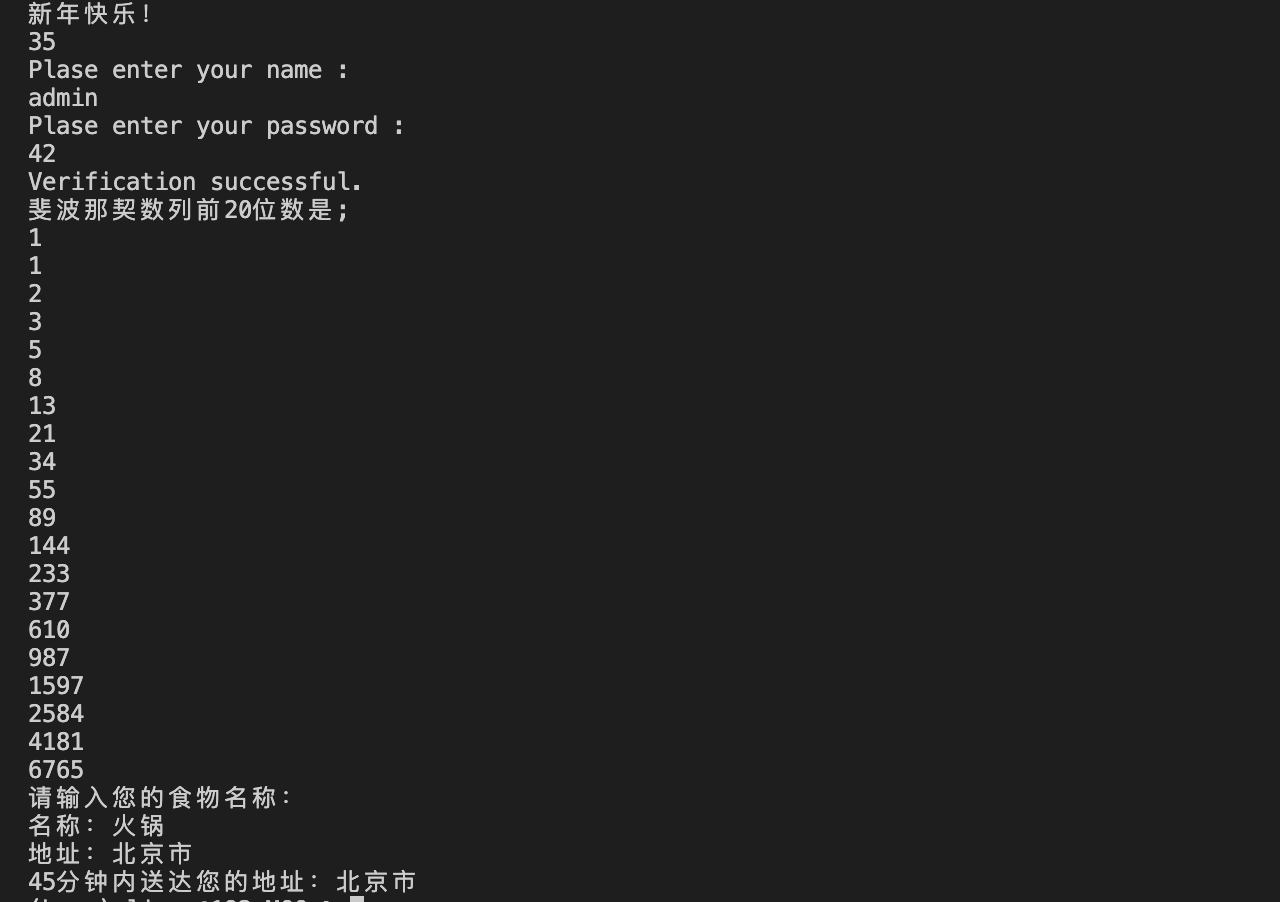 新年快乐！
35
Plase enter your name :
admin
Plase enter your password :
42
Verification successful.
斐波那契数列前20位数是；
1
1
2
3
5
8
13
21
34
55
89
144
233
377
610
987
1597
2584
4181
6765
请输入您的食物名称：
名称：火锅
地址：北京市
45分钟内送达您的地址：北京市